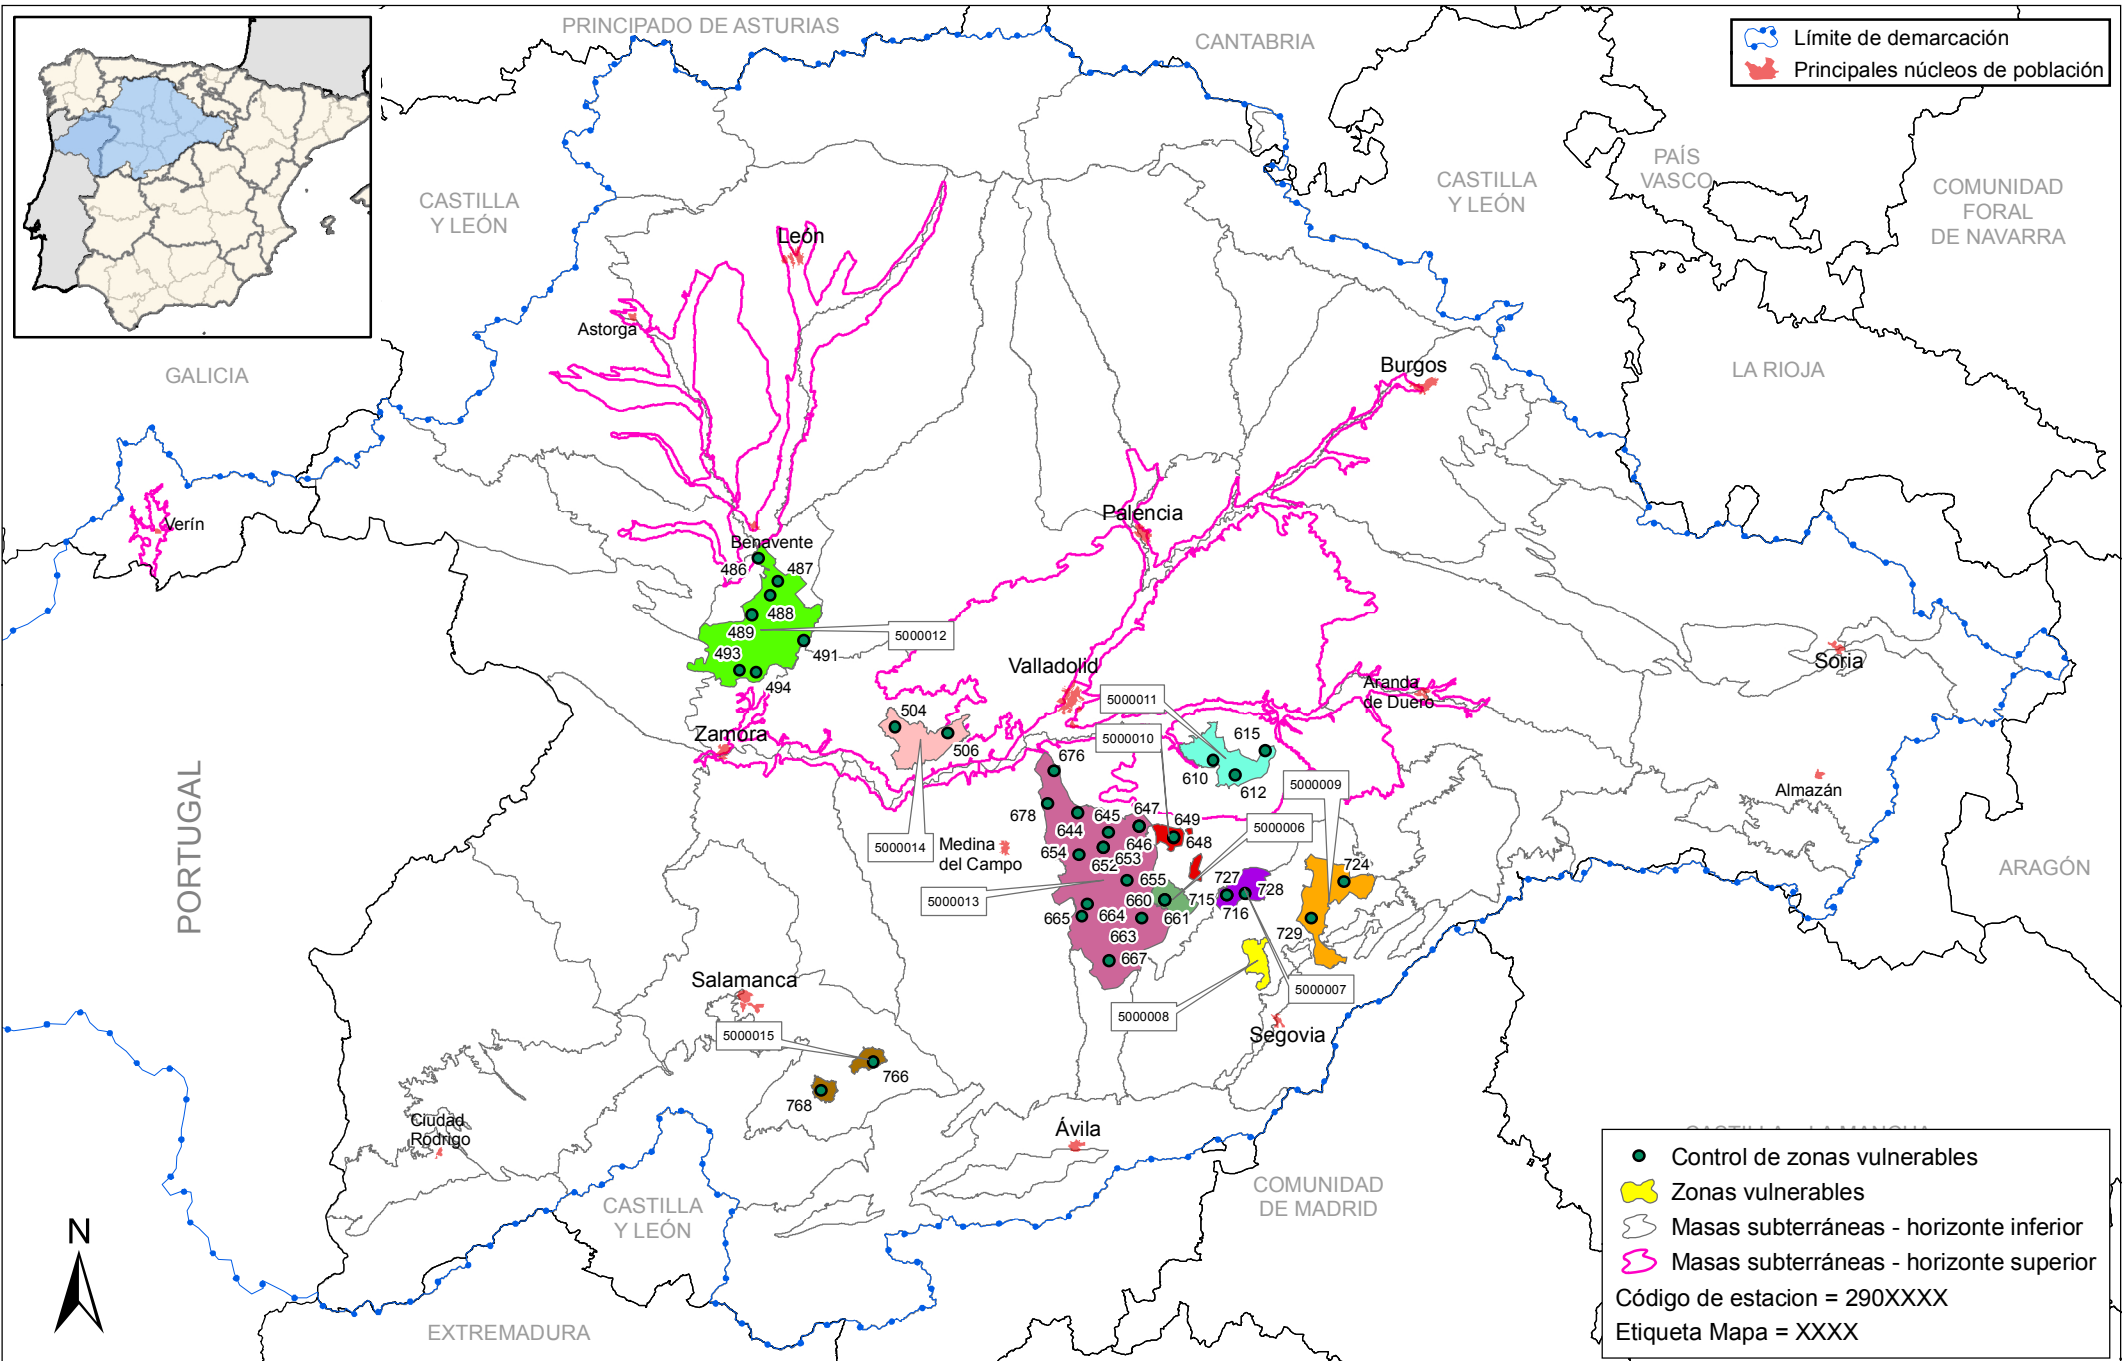 PRINCIPADO DE ASTURIAS
CANTABRIA
Límite de demarcación
Principales núcleos de población
PAÍS
VASCO
CASTILLA
Y LEÓN
CASTILLA
Y LEÓN
COMUNIDAD
FORAL
DE NAVARRA
León
Astorga
GALICIA
Burgos
LA RIOJA
Verín
Palencia
Benavente
486
487
488
489
5000012
491
493
494
Valladolid
Soria
Aranda
de Duero
5000011
504
506
Zamora
5000010
615
676
610
612
5000009
Almazán
PORTUGAL
678
645
647
649
644
646
648
5000006
5000014
Medina
del Campo
654
653
652
724
ARAGÓN
655
727
728
5000013
660
715
716
665
664
661
663
729
667
Salamanca
5000007
5000008
5000015
Segovia
766
768
Ciudad
Rodrigo
Ávila
CASTILLA - LA MANCHA
Control de zonas vulnerables
Zonas vulnerables
Masas subterráneas - horizonte inferior
Masas subterráneas - horizonte superior
Código de estacion = 290XXXX
Etiqueta Mapa = XXXX
COMUNIDAD
DE MADRID
CASTILLA
Y LEÓN
N
EXTREMADURA